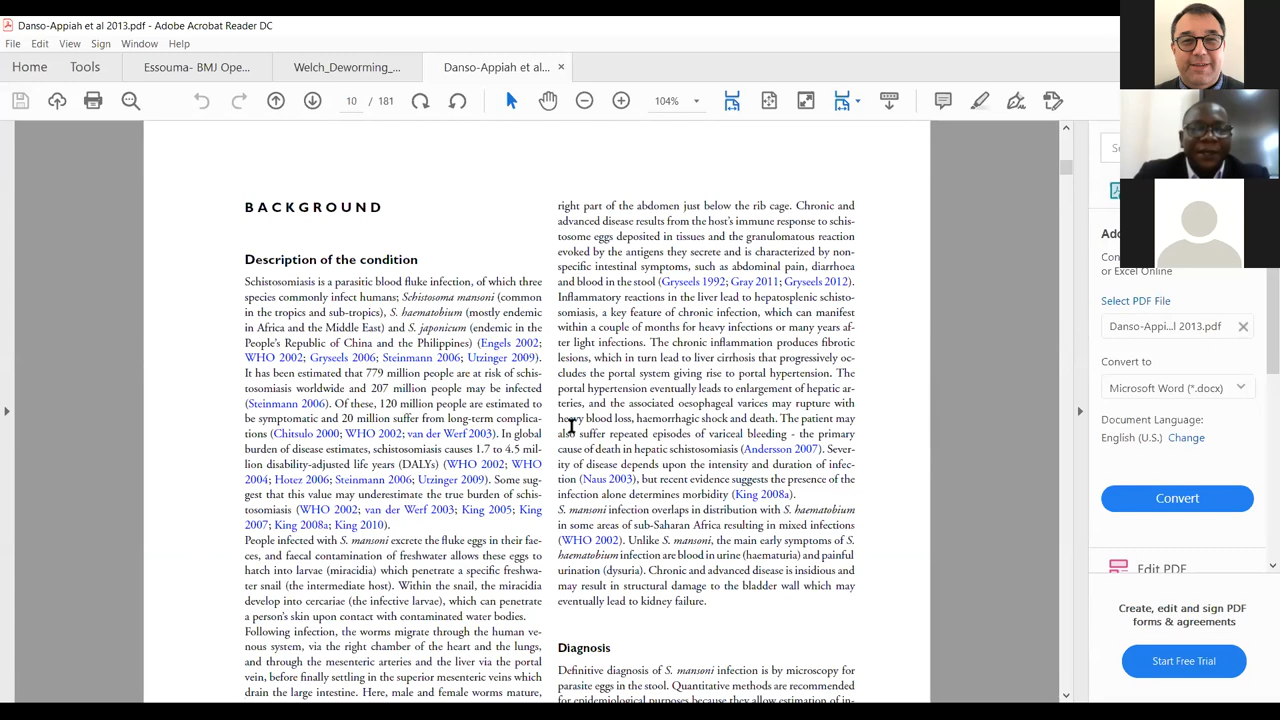 Danso-Appiah et al 2013.pdf - Adobe Acrobat Reader DC
File Edit View Sign Window Help
Home Tools Essouma- BMJ Ope... Welch_Deworming_... Danso-Appiah et al...
10 / 181 104%
BACKGROUND
Description of the condition
Schistosomiasis is a parasitic blood fluke infection, of which three
species commonly infect humans; Schistosoma mansoni (common
in the tropics and sub-tropics), S. haematobium (mostly endemic
in Africa and the Middle East) and S. japonicum (endemic in the
People's Republic of China and the Philippines) (Engels 2002;
WHO 2002; Gryseels 2006; Steinmann 2006; Utzinger 2009).
It has been estimated that 779 million people are at risk of schis-
tosomiasis worldwide and 207 million people may be infected
(Steinmann 2006). Of these, 120 million people are estimated to
be symptomatic and 20 million suffer from long-term complica-
tions (Chitsulo 2000; WHO 2002; van der Werf 2003). In global
burden of disease estimates, schistosomiasis causes 1.7 to 4.5 mil-
lion disability-adjusted life years (DALYs) (WHO 2002; WHO
2004; Hotez 2006; Steinmann 2006; Utzinger 2009). Some sug-
gest that this value may underestimate the true burden of schis-
tosomiasis (WHO 2002; van der Werf 2003; King 2005; King
2007; King 2008a; King 2010).
People infected with S. mansoni excrete the fluke eggs in their fae-
ces, and faecal contamination of freshwater allows these eggs to
hatch into larvae (miracidia) which penetrate a specific freshwa-
ter snail (the intermediate host). Within the snail, the miracidia
develop into cercariae (the infective larvae), which can penetrate
a person's skin upon contact with contaminated water bodies.
Following infection, the worms migrate through the human ve-
nous system, via the right chamber of the heart and the lungs,
and through the mesenteric arteries and the liver via the portal
vein, before finally settling in the superior mesenteric veins which
drain the large intestine. Here, male and female worms mature,
right part of the abdomen just below the rib cage. Chronic and
advanced disease results from the host's immune response to schis-
tosome eggs deposited in tissues and the granulomatous reaction
evoked by the antigens they secrete and is characterized by non-
specific intestinal symptoms, such as abdominal pain, diarrhoea
and blood in the stool (Gryseels 1992; Gray 2011; Gryseels 2012).
Inflammatory reactions in the liver lead to hepatosplenic schisto-
somiasis, a key feature of chronic infection, which can manifest
within a couple of months for heavy infections or many years af-
ter light infections. The chronic inflammation produces fibrotic
lesions, which in turn lead to liver cirrhosis that progressively oc-
cludes the portal system giving rise to portal hypertension. The
portal hypertension eventually leads to enlargement of hepatic ar-
teries, and the associated oesophageal varices may rupture with
heavy blood loss, haemorrhagic shock and death. The patient may
also suffer repeated episodes of variceal bleeding - the primary
cause of death in hepatic schistosomiasis (Andersson 2007). Sever-
ity of disease depends upon the intensity and duration of infec-
tion (Naus 2003), but recent evidence suggests the presence of the
infection alone determines morbidity (King 2008a).
S. mansoni infection overlaps in distribution with S. haematobium
in some areas of sub-Saharan Africa resulting in mixed infections
(WHO 2002). Unlike S. mansoni, the main early symptoms of S.
haematobium infection are blood in urine (haematuria) and painful
urination (dysuria). Chronic and advanced disease is insidious and
may result in structural damage to the bladder wall which may
eventually lead to kidney failure.
Diagnosis
Definitive diagnosis of S. mansoni infection is by microscopy for
parasite eggs in the stool. Quantitative methods are recommended
for epidemiological purposes because they allow estimation of in-
Se
Ado
Conv
or Excel Online
Select PDF File
Danso-Appi...l 2013.pdf
Convert to
Microsoft Word (*.docx)
Document Language:
English (U.S.) Change
Convert
Edit PDF
Create, edit and sign PDF
forms & agreements
Start Free Trial